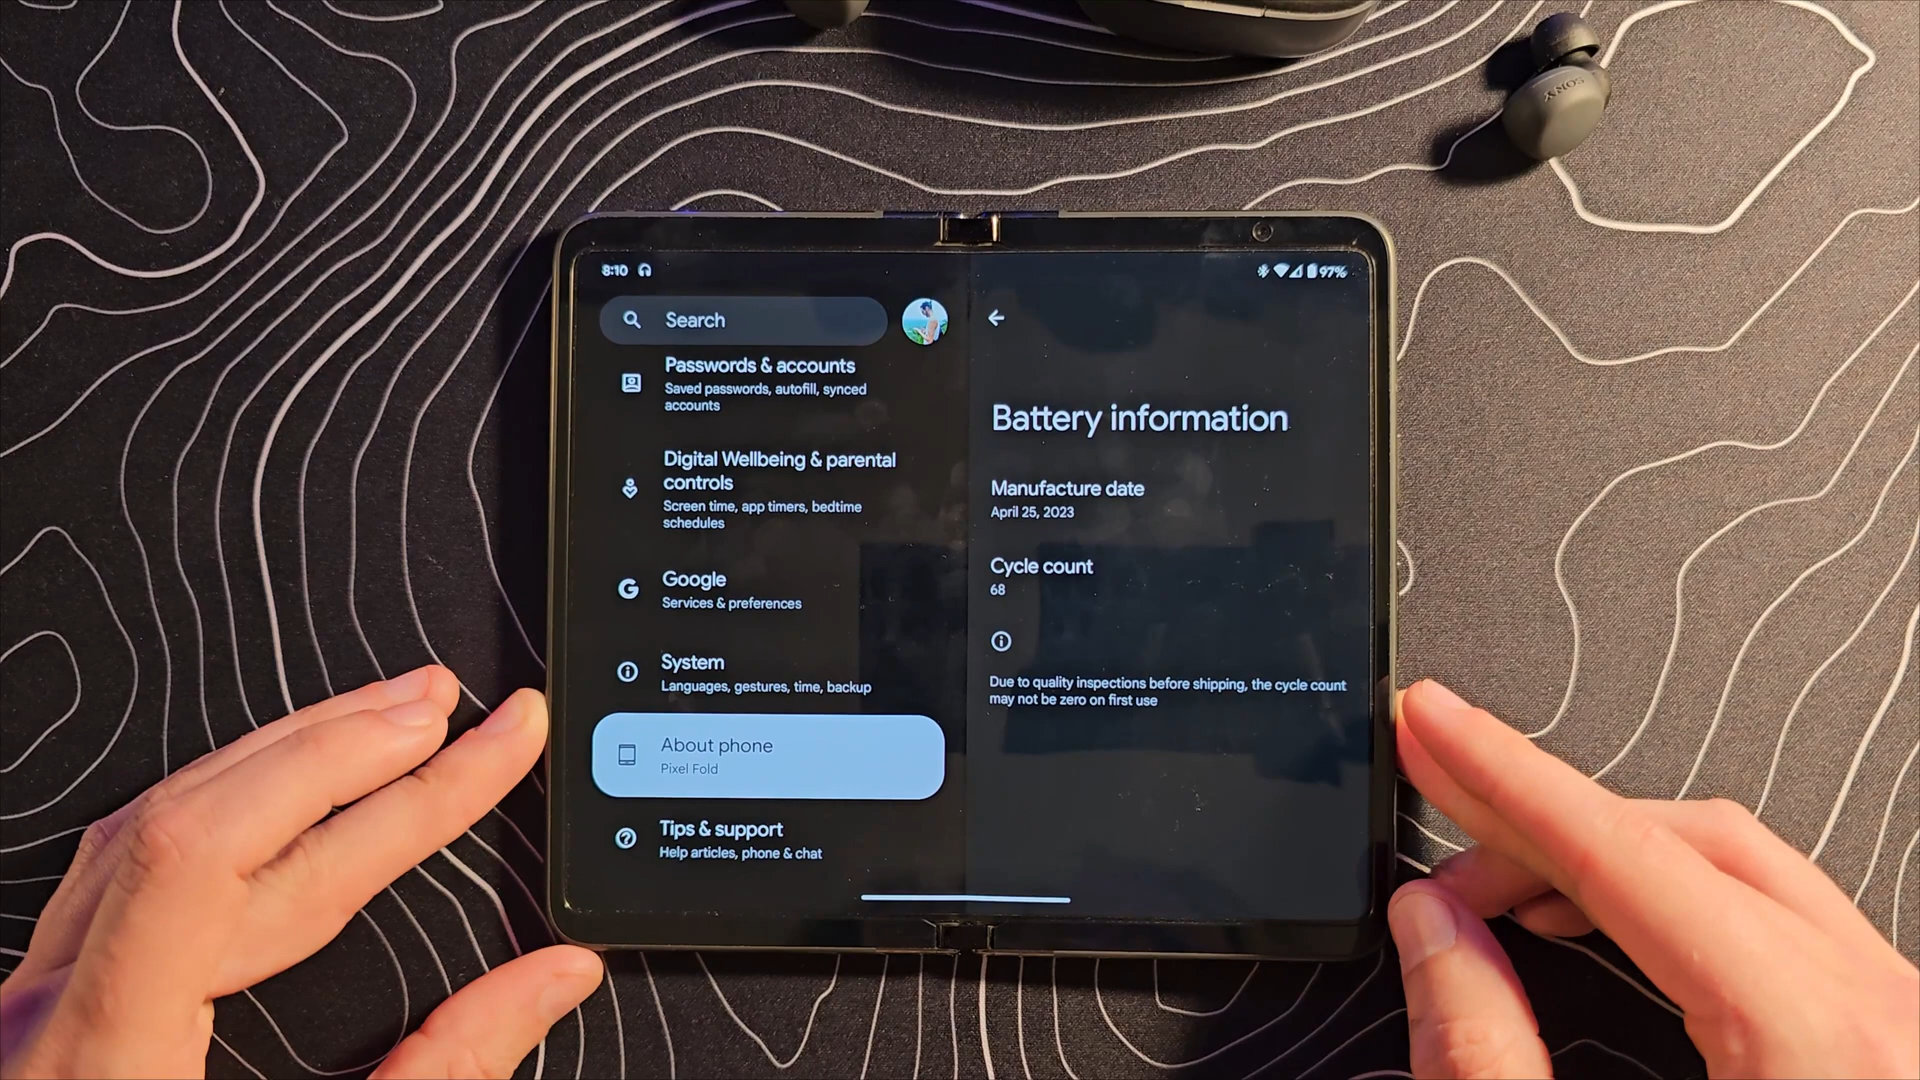 8:10
97%
Search
Passwords & accounts
Saved passwords, autofill, synced
accounts
Digital Wellbeing & parental
controls
Screen time, app timers, bedtime
schedules
Google
Services & preferences
System
Languages, gestures, time, backup
About phone
Pixel Fold
Tips & support
Help articles, phone & chat
Battery information
Manufacture date
April 25, 2023
Cycle count
68
Due to quality inspections before shipping, the cycle count
may not be zero on first use
SONY